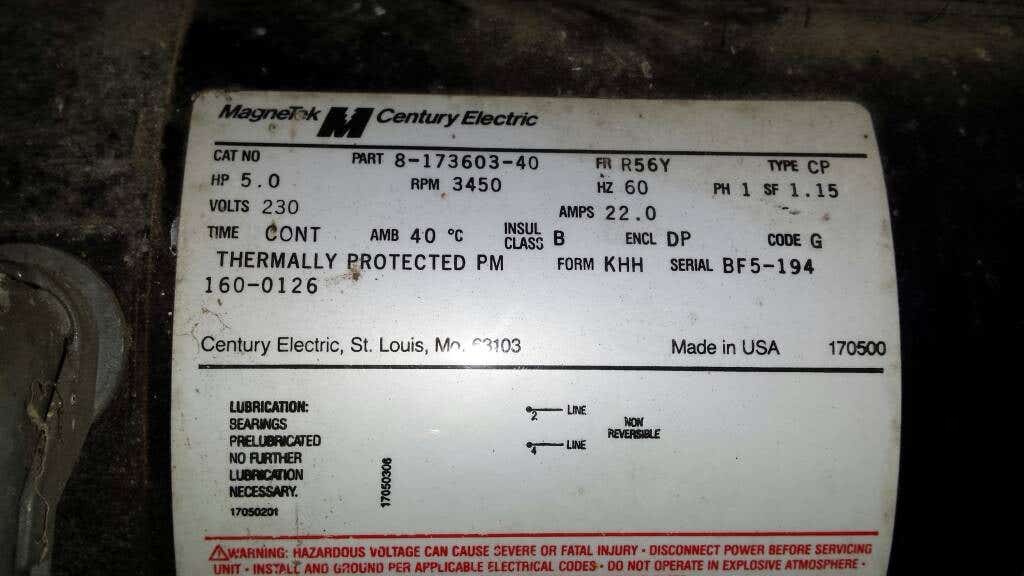 MagneTek Century Electric
CAT NO PART 8-173603-40 FR R56Y TYPE CP
HP 5.0 RPM 3450 HZ 60 PH 1 SF 1.15
VOLTS 230 AMPS 22.0
TIME CONT AMB 40 °C INSUL CLASS B ENCL DP CODE G
THERMALLY PROTECTED PM FORM KHH SERIAL BF5-194
160-0126
Century Electric, St. Louis, Mo. 63103 Made in USA 170500
LUBRICATION:
BEARINGS
PRELUBRICATED
NO FURTHER
LUBRICATION
NECESSARY.
17050201
17050306
2 LINE
4 LINE
NON
REVERSIBLE
⚠WARNING: HAZARDOUS VOLTAGE CAN CAUSE SEVERE OR FATAL INJURY - DISCONNECT POWER BEFORE SERVICING
UNIT - INSTALL AND GROUND PER APPLICABLE ELECTRICAL CODES - DO NOT OPERATE IN EXPLOSIVE ATMOSPHERE -